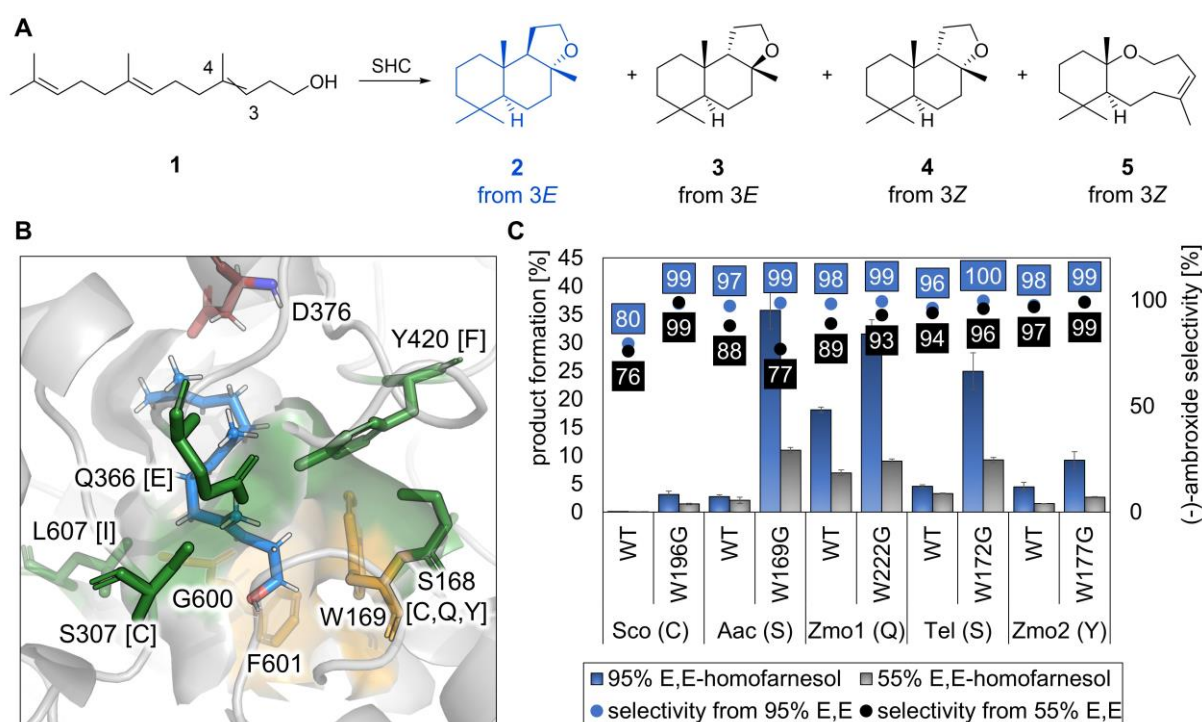 A
4
3
OH
1
SHC
H
O
2
from 3E
+
H
O
3
from 3E
+
H
O
4
from 3Z
+
O
H
5
from 3Z
B
D376
Y420 [F]
Q366 [E]
L607 [I]
G600
S307 [C]
F601
W169
S168
[C,Q,Y]
C
product formation [%]
45
40
35
30
25
20
15
10
5
0
80
76
99
99
97
88
99
77
98
89
99
93
96
94
100
96
98
97
99
99
100
50
0
(-)-ambroxide selectivity [%]
WT
W196G
WT
W169G
WT
W222G
WT
W172G
WT
W177G
Sco (C)
Aac (S)
Zmo1 (Q)
Tel (S)
Zmo2 (Y)
95% E,E-homofarnesol
55% E,E-homofarnesol
selectivity from 95% E,E
selectivity from 55% E,E